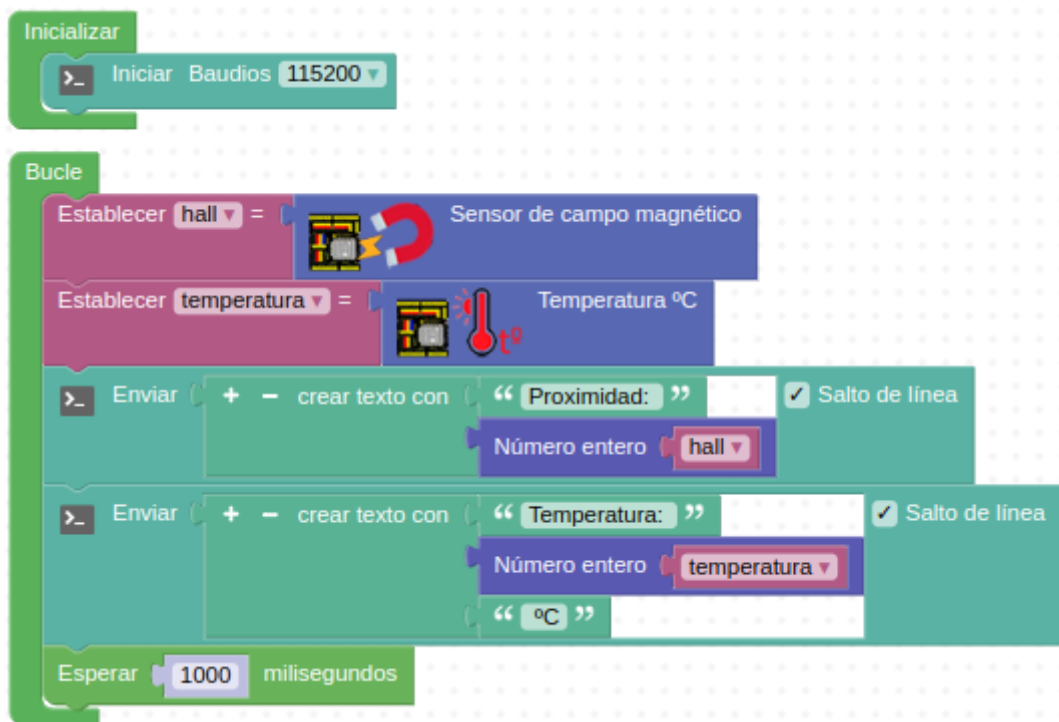 Inicializar
Iniciar Baudios 115200
Bucle
Establecer hall =
Sensor de campo magnético
Establecer temperatura =
Temperatura ºC
tº
Enviar + - crear texto con “ Proximidad: ” ✓ Salto de línea
Número entero hall
Enviar + - crear texto con “ Temperatura: ” ✓ Salto de línea
Número entero temperatura
“ ºC ”
Esperar 1000 milisegundos